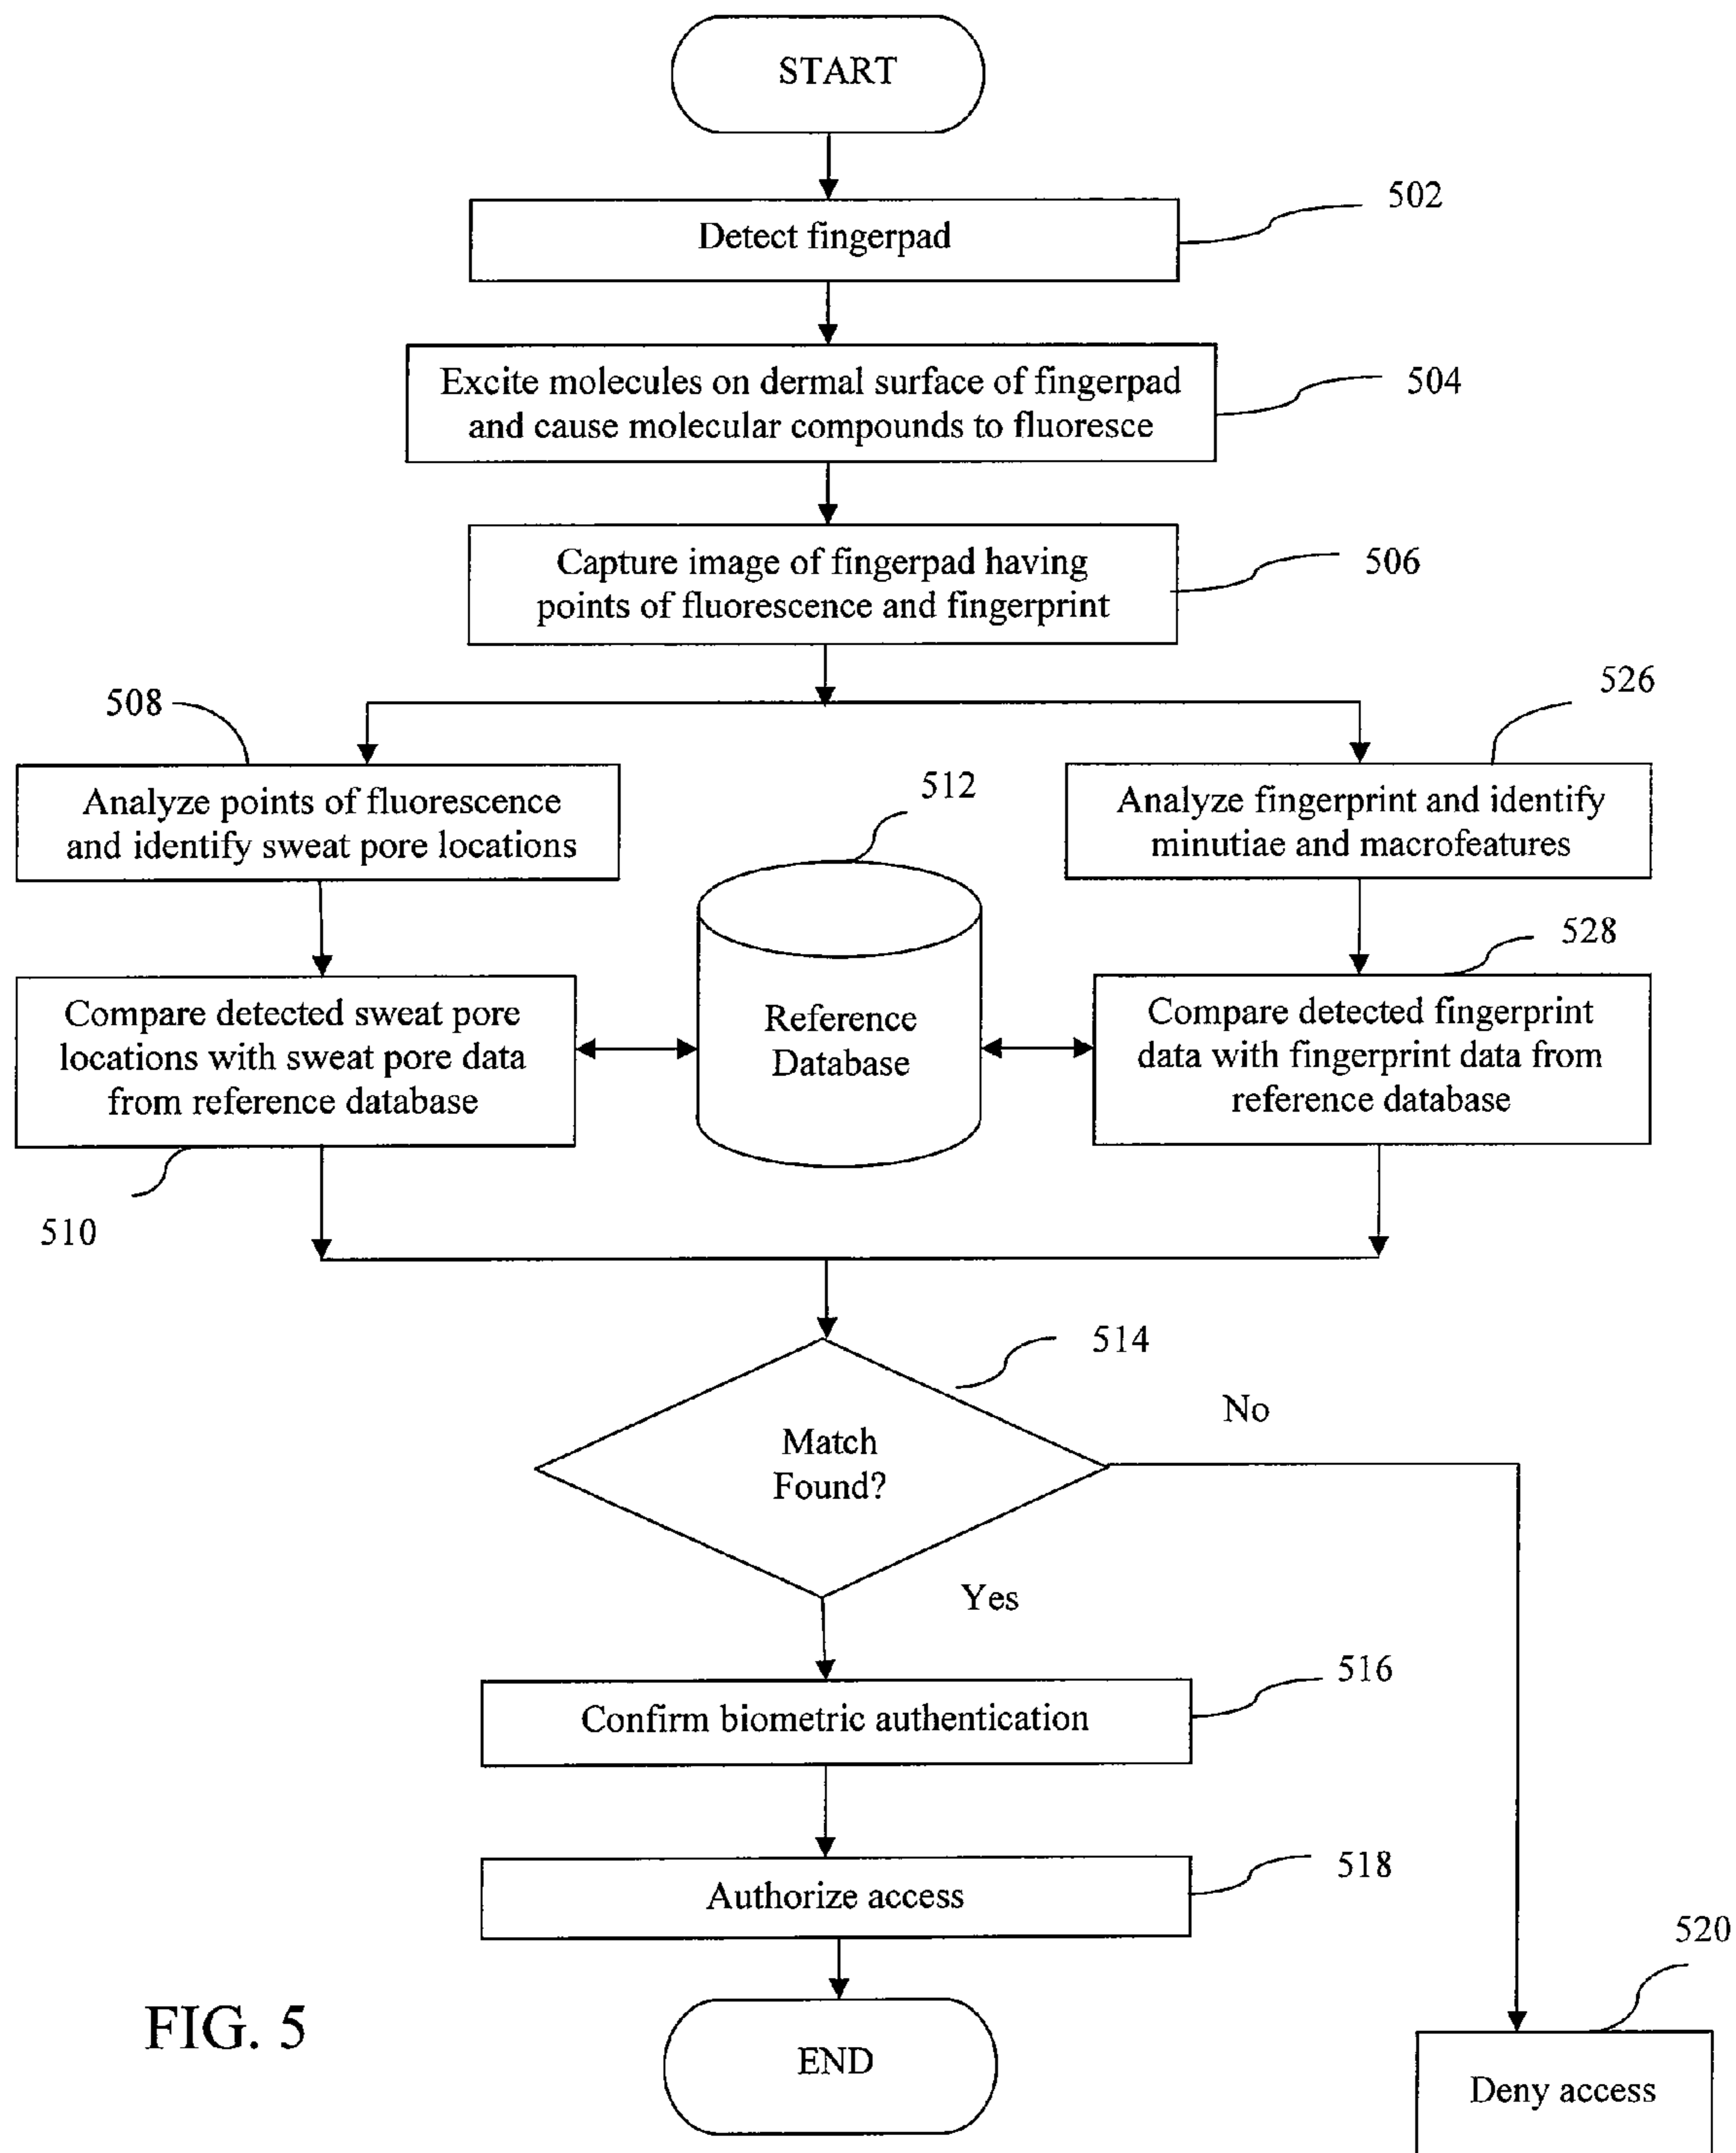 START
502
Detect fingerpad
504
Excite molecules on dermal surface of fingerpad
and cause molecular compounds to fluoresce
506
Capture image of fingerpad having
points of fluorescence and fingerprint
508
526
Analyze points of fluorescence
and identify sweat pore locations
512
Analyze fingerprint and identify
minutiae and macrofeatures
528
Compare detected sweat pore
locations with sweat pore data
from reference database
Reference
Database
Compare detected fingerprint
data with fingerprint data from
reference database
510
514
Match
Found?
No
Yes
516
Confirm biometric authentication
518
Authorize access
520
FIG. 5
END
Deny access